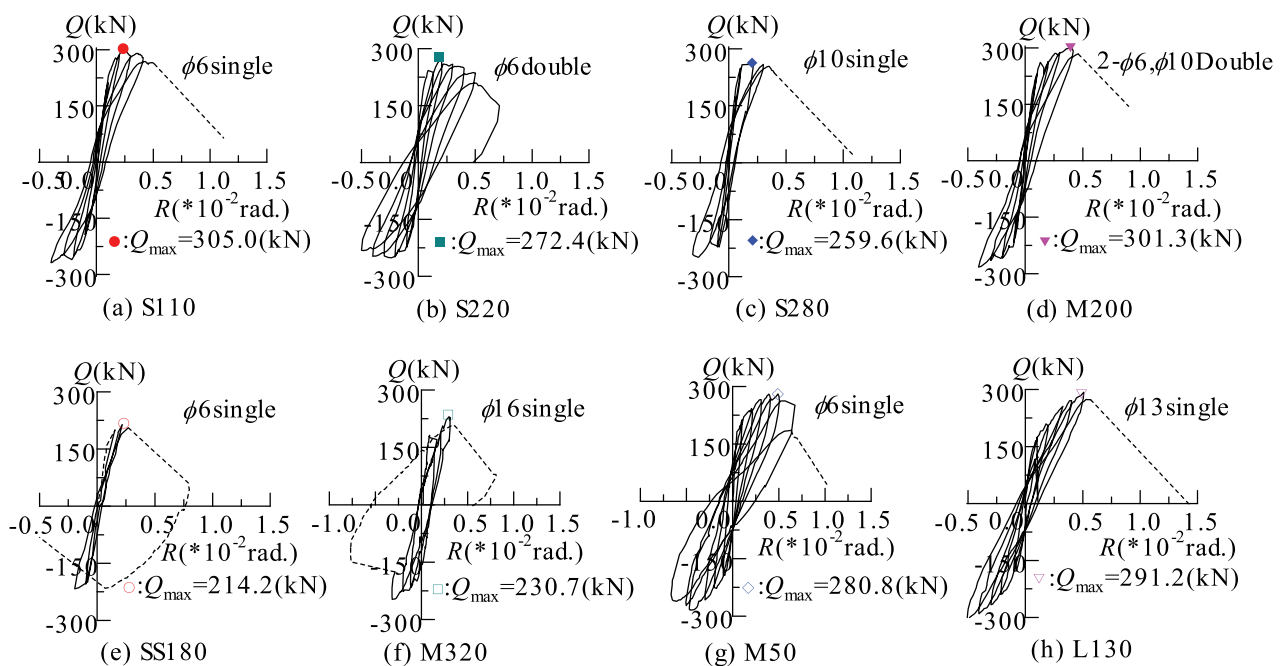 Q(kN)
300
ϕ6single
150
-0.5 0.0 0.5 1.0 1.5
R(*10⁻²rad.)
-150
:Qmax=305.0(kN)
-300
(a) S110
Q(kN)
300
ϕ6double
150
-0.5 0.0 0.5 1.0 1.5
R(*10⁻²rad.)
-150
:Qmax=272.4(kN)
-300
(b) S220
Q(kN)
300
ϕ10single
150
-0.5 0.0 0.5 1.0 1.5
R(*10⁻²rad.)
-150
:Qmax=259.6(kN)
-300
(c) S280
Q(kN)
300
2-ϕ6,ϕ10Double
150
-0.5 0.0 0.5 1.0 1.5
R(*10⁻²rad.)
-150
:Qmax=301.3(kN)
-300
(d) M200
Q(kN)
300
ϕ6single
150
-0.5 0.0 0.5 1.0 1.5
R(*10⁻²rad.)
-150
:Qmax=214.2(kN)
-300
(e) SS180
Q(kN)
300
ϕ16single
150
-1.0 0.0 1.0 1.5
R(*10⁻²rad.)
-150
:Qmax=230.7(kN)
-300
(f) M320
Q(kN)
300
ϕ6single
150
-1.0 0.0 1.0 1.5
R(*10⁻²rad.)
-150
:Qmax=280.8(kN)
-300
(g) M50
Q(kN)
300
ϕ13single
150
-0.5 0.0 0.5 1.0 1.5
R(*10⁻²rad.)
-150
:Qmax=291.2(kN)
-300
(h) L130